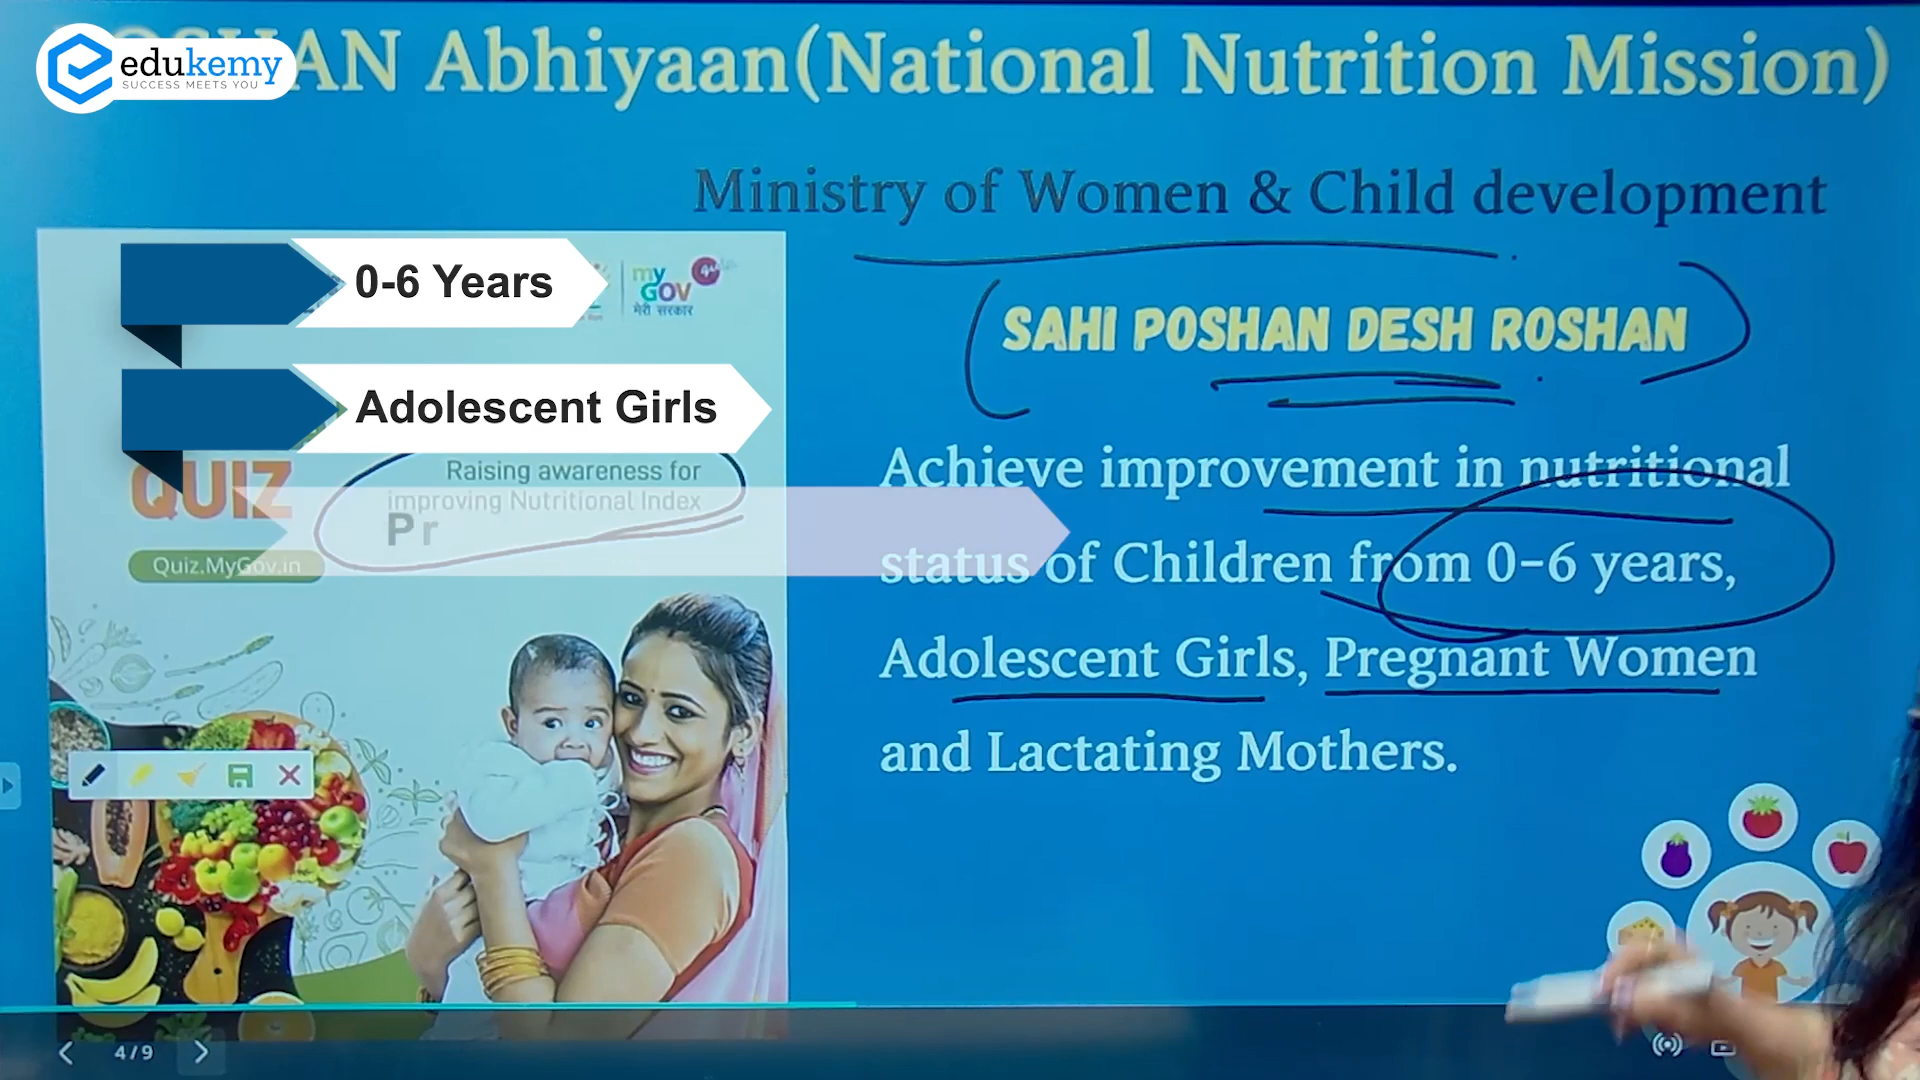 edukemy
SUCCESS MEETS YOU
OSHAN Abhiyaan(National Nutrition Mission)
Ministry of Women & Child development
0-6 Years
my
GOV
मेरी सरकार
SAHI POSHAN DESH ROSHAN
Adolescent Girls
QUIZ
Raising awareness for
improving Nutritional Index
Pr
Quiz.MyGov.in
Achieve improvement in nutritional
status of Children from 0-6 years,
Adolescent Girls, Pregnant Women
and Lactating Mothers.
4/9